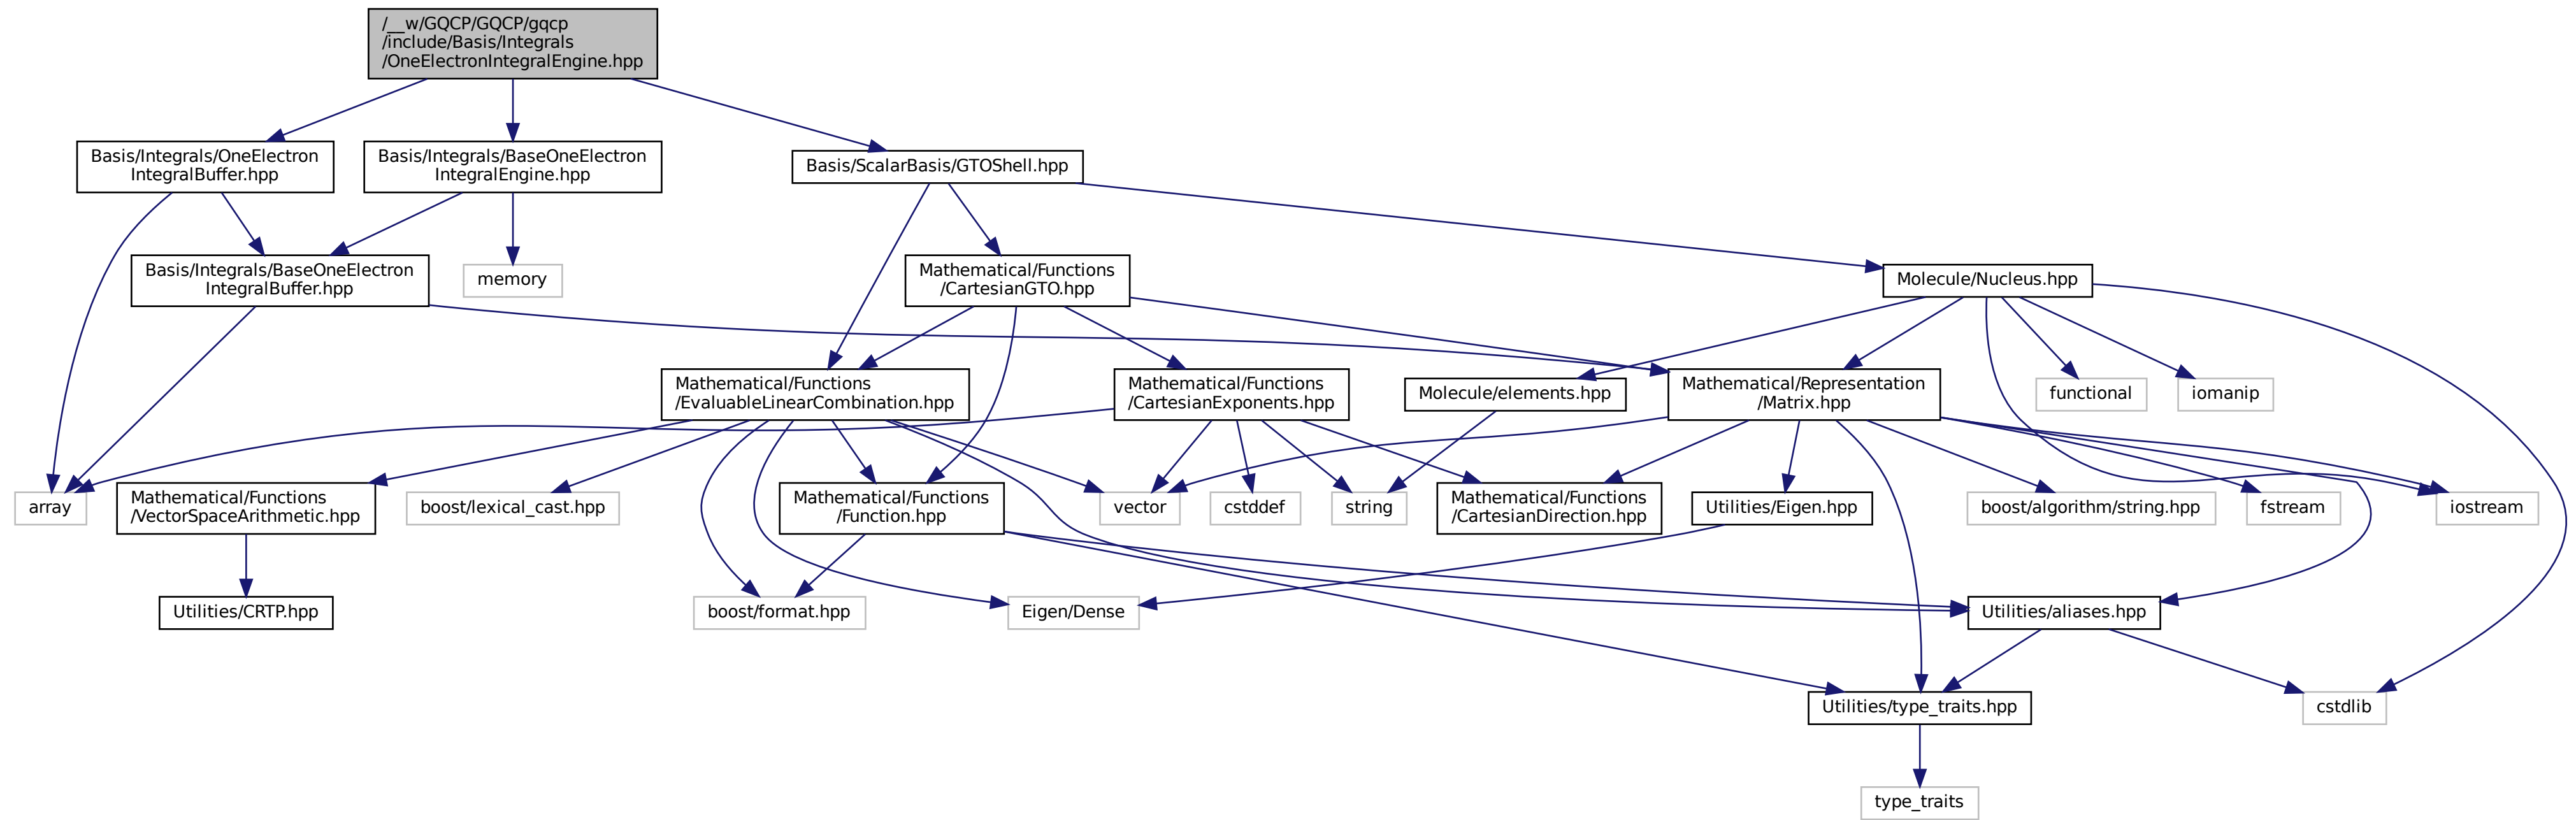 /__w/GQCP/GQCP/gqcp
/include/Basis/Integrals
/OneElectronIntegralEngine.hpp
Basis/Integrals/OneElectron
IntegralBuffer.hpp
Basis/Integrals/BaseOneElectron
IntegralEngine.hpp
Basis/ScalarBasis/GTOShell.hpp
Basis/Integrals/BaseOneElectron
IntegralBuffer.hpp
memory
Mathematical/Functions
/CartesianGTO.hpp
Molecule/Nucleus.hpp
Mathematical/Functions
/EvaluableLinearCombination.hpp
Mathematical/Functions
/CartesianExponents.hpp
Molecule/elements.hpp
Mathematical/Representation
/Matrix.hpp
functional
iomanip
array
Mathematical/Functions
/VectorSpaceArithmetic.hpp
boost/lexical_cast.hpp
Mathematical/Functions
/Function.hpp
vector
cstddef
string
Mathematical/Functions
/CartesianDirection.hpp
Utilities/Eigen.hpp
boost/algorithm/string.hpp
fstream
iostream
Utilities/CRTP.hpp
boost/format.hpp
Eigen/Dense
Utilities/aliases.hpp
Utilities/type_traits.hpp
cstdlib
type_traits